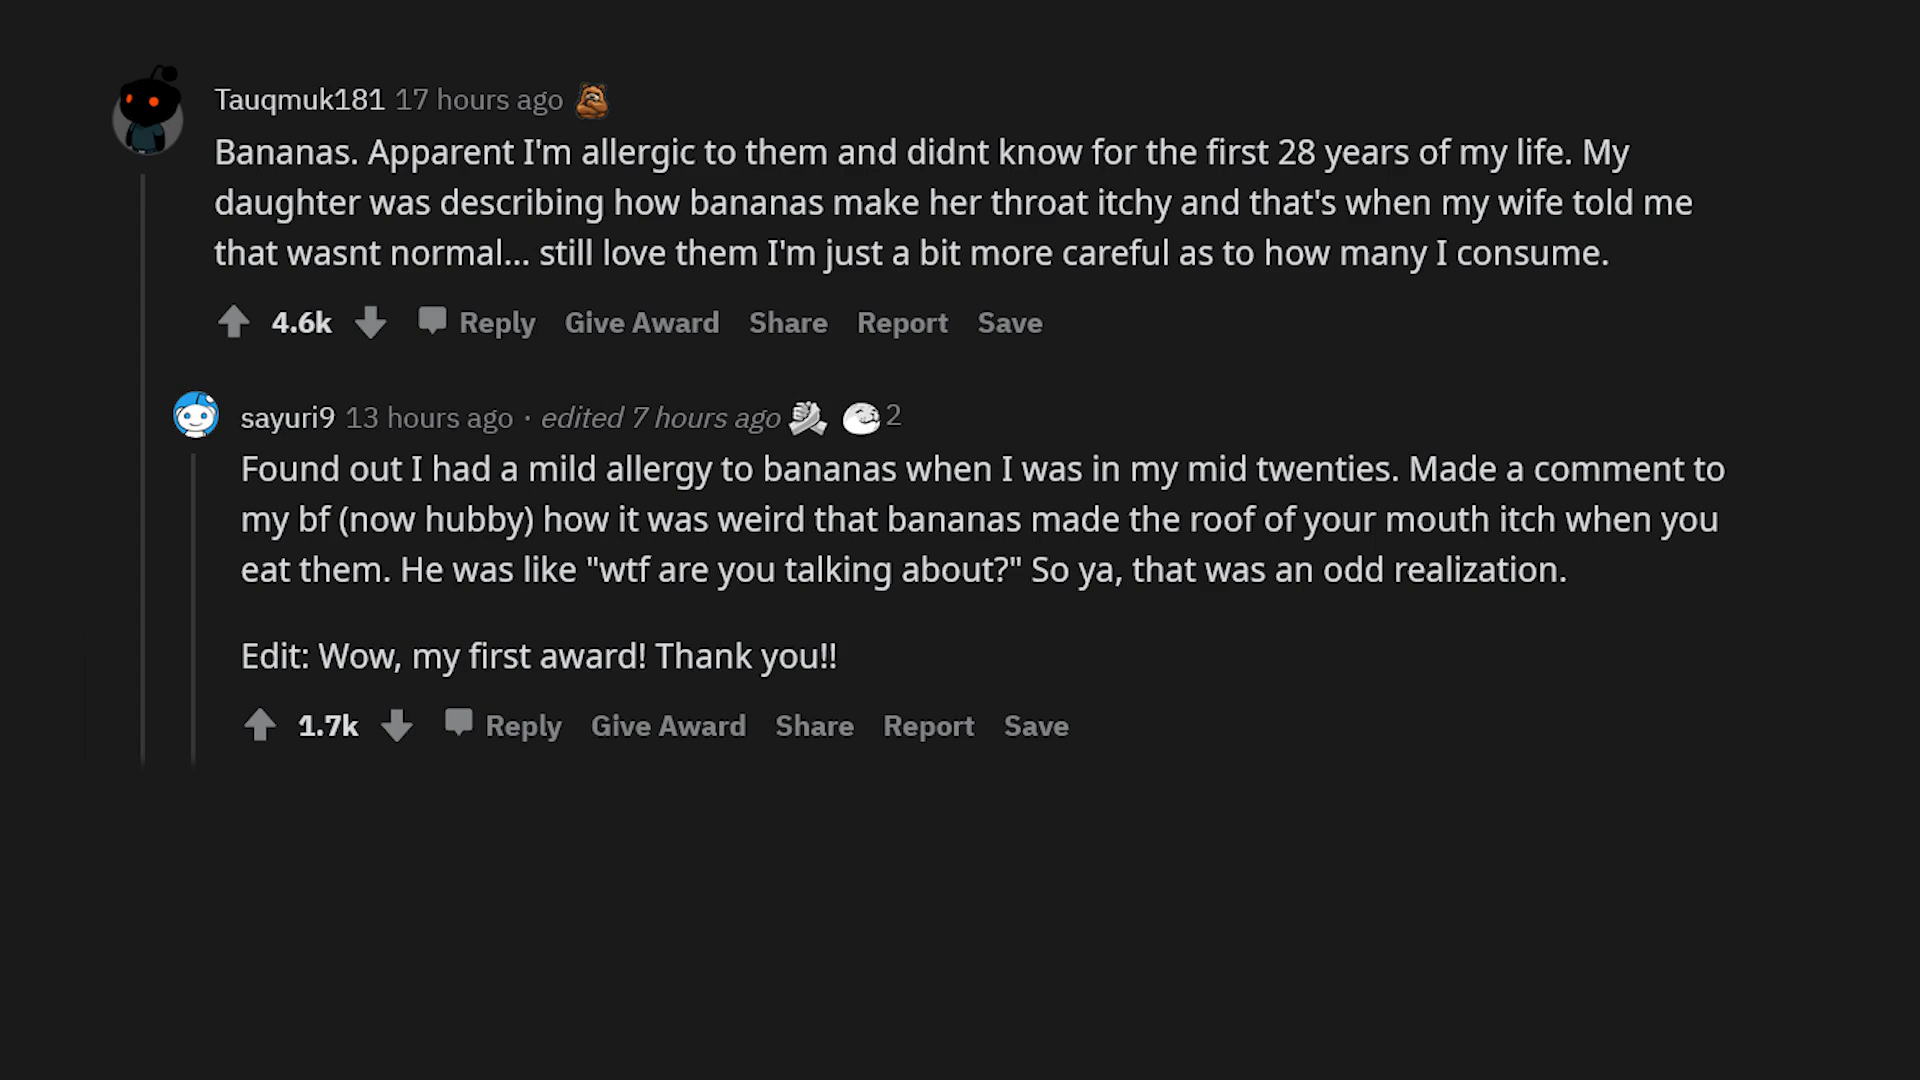 Tauqmuk181 17 hours ago
Bananas. Apparent I'm allergic to them and didnt know for the first 28 years of my life. My
daughter was describing how bananas make her throat itchy and that's when my wife told me
that wasnt normal... still love them I'm just a bit more careful as to how many I consume.
4.6k Reply Give Award Share Report Save
sayuri9 13 hours ago · edited 7 hours ago 2
Found out I had a mild allergy to bananas when I was in my mid twenties. Made a comment to
my bf (now hubby) how it was weird that bananas made the roof of your mouth itch when you
eat them. He was like "wtf are you talking about?" So ya, that was an odd realization.
Edit: Wow, my first award! Thank you!!
1.7k Reply Give Award Share Report Save